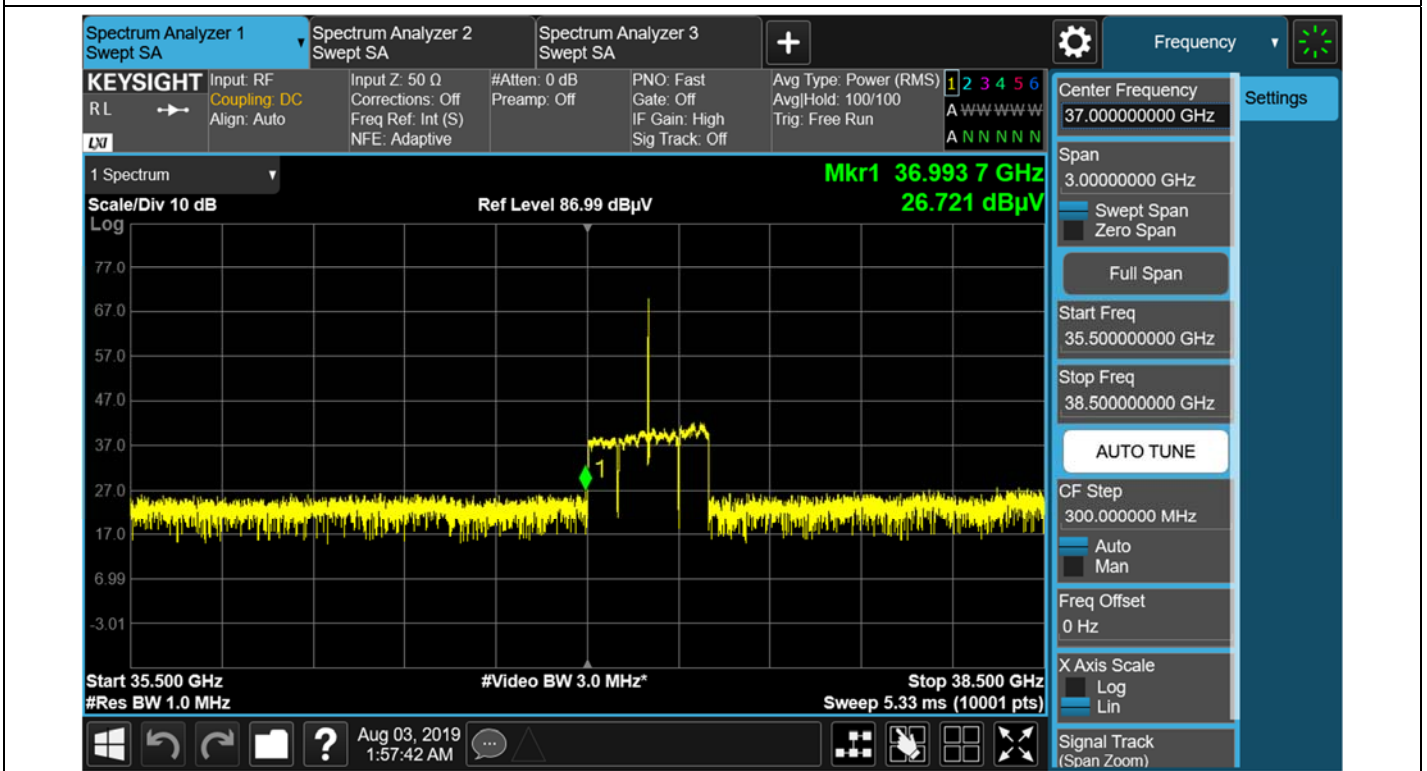 Spectrum Analyzer 1
Swept SA
Spectrum Analyzer 2
Swept SA
Spectrum Analyzer 3
Swept SA
Frequency
KEYSIGHT
R L
LXI
Input: RF
Coupling: DC
Align: Auto
Input Z: 50 Ω
Corrections: Off
Freq Ref: Int (S)
NFE: Adaptive
#Atten: 0 dB
Preamp: Off
PNO: Fast
Gate: Off
IF Gain: High
Sig Track: Off
Avg Type: Power (RMS)
Avg|Hold: 100/100
Trig: Free Run
1 2 3 4 5 6
A W W W W W
A N N N N N
1 Spectrum
Scale/Div 10 dB
Log
Ref Level 86.99 dBµV
Mkr1 36.993 7 GHz
26.721 dBµV
77.0
67.0
57.0
47.0
37.0
27.0
17.0
6.99
-3.01
1
Start 35.500 GHz
#Res BW 1.0 MHz
#Video BW 3.0 MHz*
Stop 38.500 GHz
Sweep 5.33 ms (10001 pts)
Center Frequency
37.000000000 GHz
Settings
Span
3.00000000 GHz
Swept Span
Zero Span
Full Span
Start Freq
35.500000000 GHz
Stop Freq
38.500000000 GHz
AUTO TUNE
CF Step
300.000000 MHz
Auto
Man
Freq Offset
0 Hz
X Axis Scale
Log
Lin
Signal Track
(Span Zoom)
?
Aug 03, 2019
1:57:42 AM